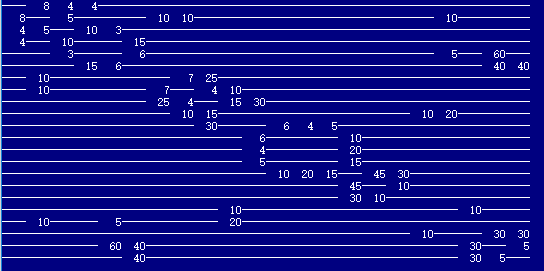 8 4 4
8 5 10 10 10
4 5 10 3
4 10 15
3 6 5 60
15 6 40 40
10 7 25
10 7 4 10
25 4 15 30
10 15 10 20
30 6 4 5
6 10
4 20
5 15
10 20 15 45 30
45 10
30 10
10 10
10 5 20
10 30 30
60 40 30 5
40 30 5